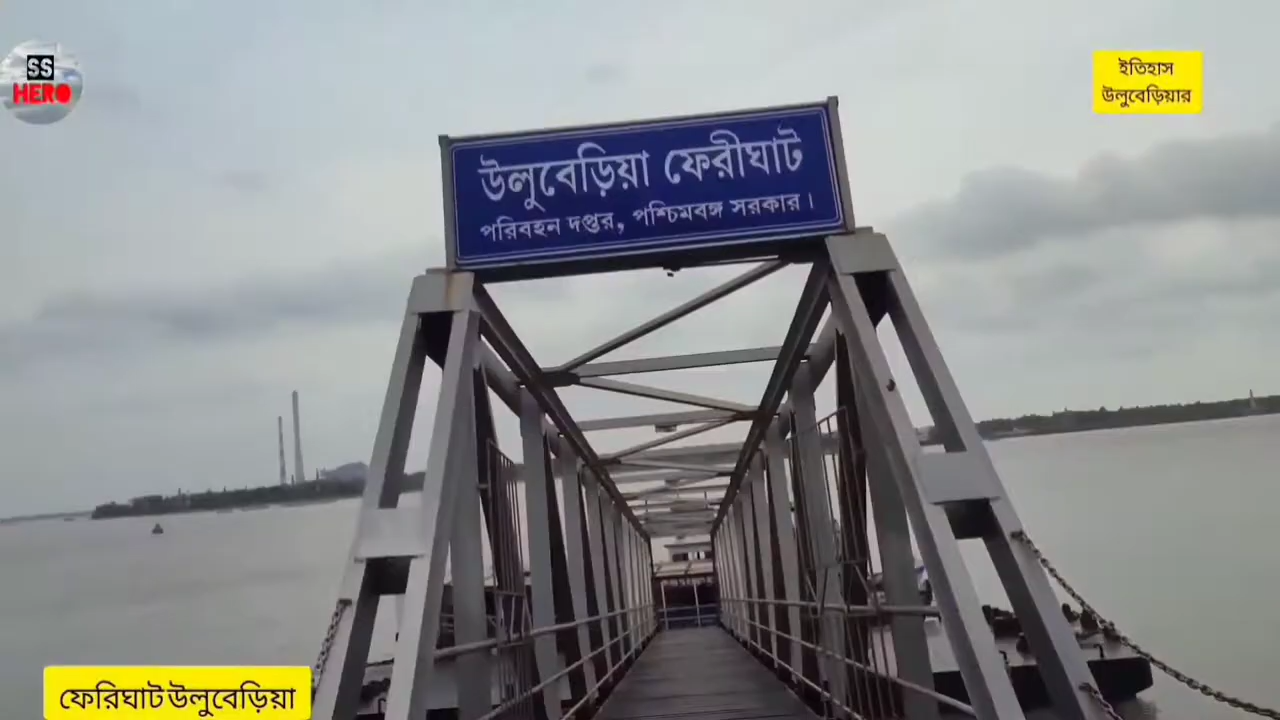 SS
HERO
ইতিহাস
উলুবেড়িয়ার
উলুবেড়িয়া ফেরীঘাট
পরিবহন দপ্তর, পশ্চিমবঙ্গ সরকার।
ফেরিঘাট উলুবেড়িয়া